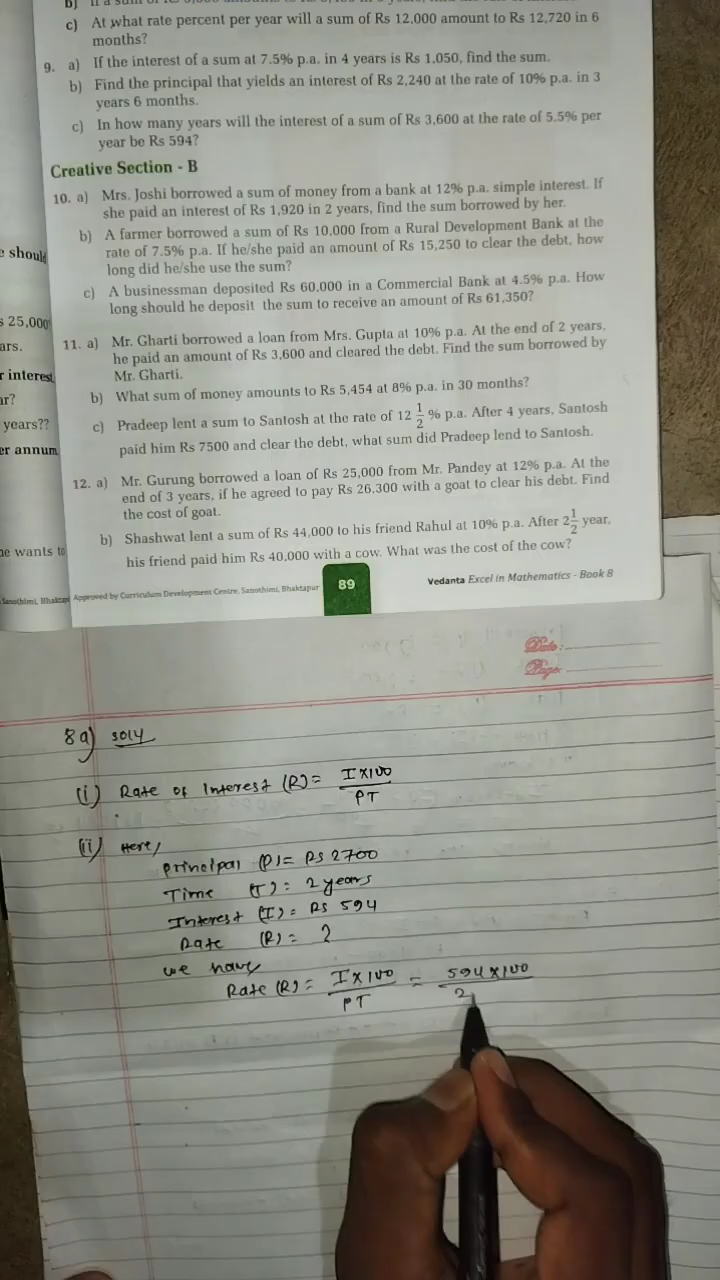 c) At what rate percent per year will a sum of Rs 12,000 amount to Rs 12,720 in 6
months?
9. a) If the interest of a sum at 7.5% p.a. in 4 years is Rs 1,050, find the sum.
b) Find the principal that yields an interest of Rs 2,240 at the rate of 10% p.a. in 3
years 6 months.
c) In how many years will the interest of a sum of Rs 3,600 at the rate of 5.5% per
year be Rs 594?
Creative Section - B
10. a) Mrs. Joshi borrowed a sum of money from a bank at 12% p.a. simple interest. If
she paid an interest of Rs 1,920 in 2 years, find the sum borrowed by her.
b) A farmer borrowed a sum of Rs 10,000 from a Rural Development Bank at the
rate of 7.5% p.a. If he/she paid an amount of Rs 15,250 to clear the debt, how
long did he/she use the sum?
c) A businessman deposited Rs 60,000 in a Commercial Bank at 4.5% p.a. How
long should he deposit the sum to receive an amount of Rs 61,350?
11. a) Mr. Gharti borrowed a loan from Mrs. Gupta at 10% p.a. At the end of 2 years,
he paid an amount of Rs 3,600 and cleared the debt. Find the sum borrowed by
Mr. Gharti.
b) What sum of money amounts to Rs 5,454 at 8% p.a. in 30 months?
c) Pradeep lent a sum to Santosh at the rate of 12 1/2 % p.a. After 4 years, Santosh
paid him Rs 7500 and clear the debt, what sum did Pradeep lend to Santosh.
12. a) Mr. Gurung borrowed a loan of Rs 25,000 from Mr. Pandey at 12% p.a. At the
end of 3 years, if he agreed to pay Rs 26,300 with a goat to clear his debt. Find
the cost of goat.
b) Shashwat lent a sum of Rs 44,000 to his friend Rahul at 10% p.a. After 2 1/2 year,
his friend paid him Rs 40,000 with a cow. What was the cost of the cow?
Approved by Curriculum Development Centre, Sanothimi, Bhaktapur
89
Vedanta Excel in Mathematics - Book 8
should
25,000
interest
years??
er annum
wants to
Date:
Page:
8a) Soly
(i) Rate of Interest (R) = I×100/PT
(ii) Here,
Principal (P) = Rs 2700
Time (T) = 2 years
Interest (I) = Rs 594
Rate (R) = ?
we have
Rate (R) = I×100/PT = 594×100/2